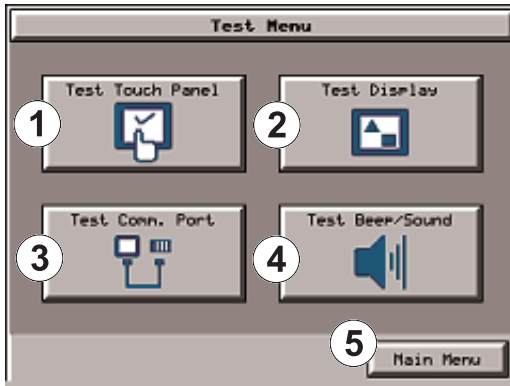 Test Menu
Test Touch Panel
1
Test Display
2
Test Comm. Port
3
Test Beep/Sound
4
5
Main Menu